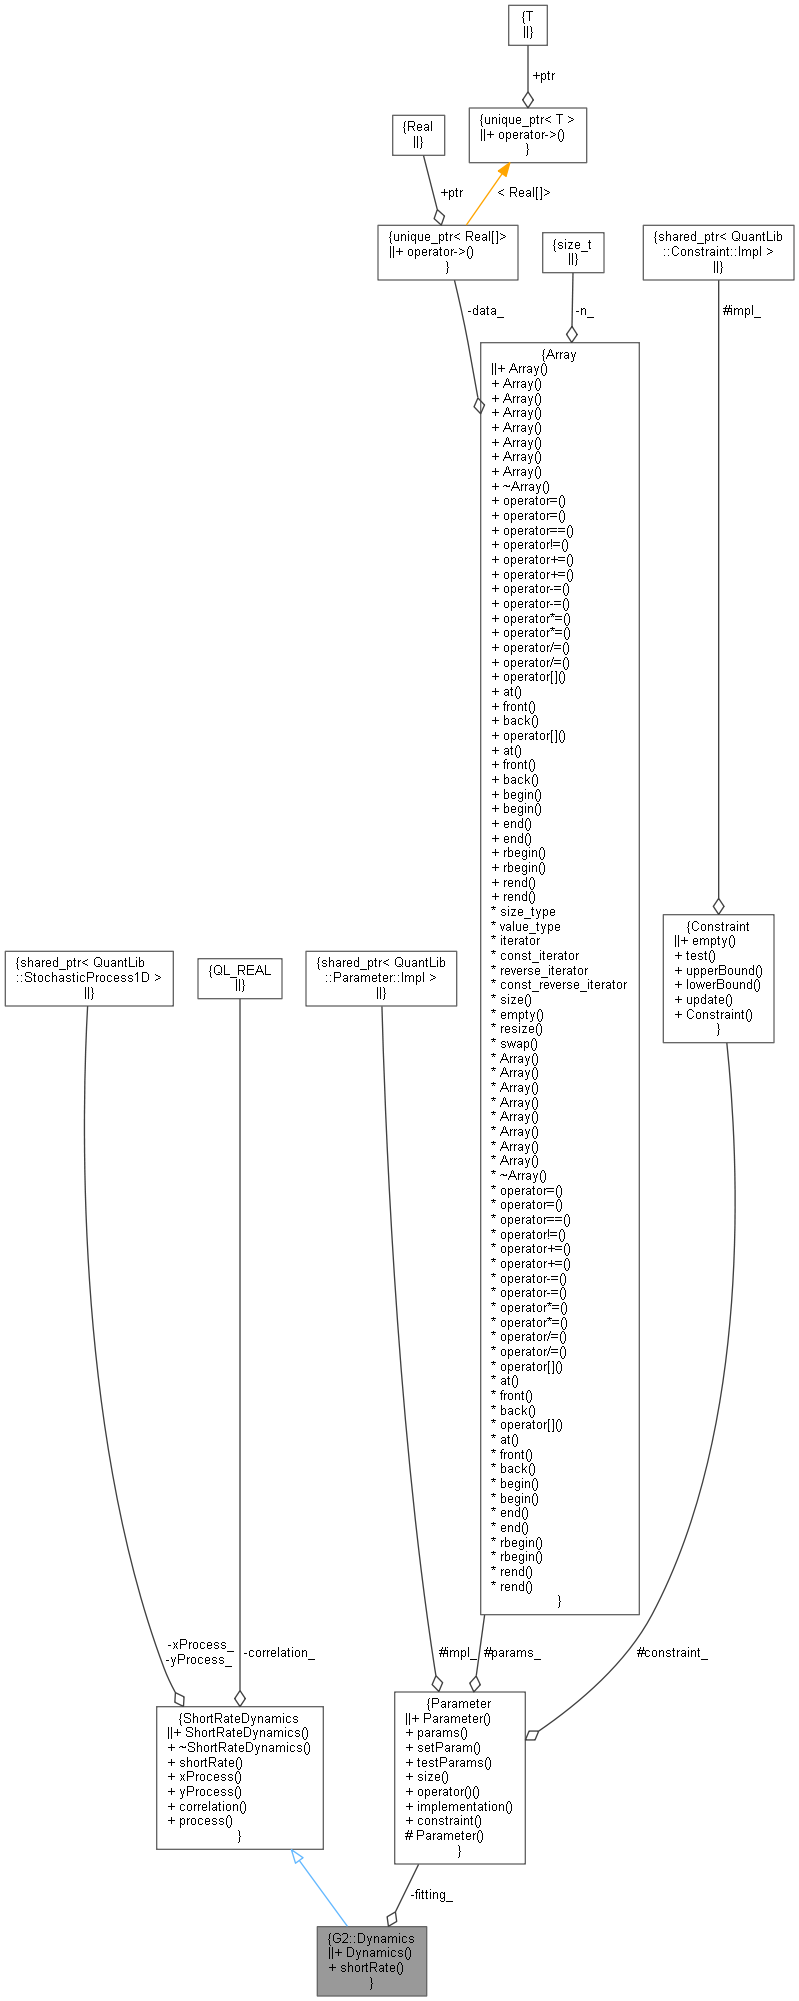 {T
||}
+ptr
{unique_ptr< T >
||+ operator->()
}
{Real
||}
+ptr
< Real[]>
{unique_ptr< Real[]>
||+ operator->()
}
{size_t
||}
{shared_ptr< QuantLib
::Constraint::Impl >
||}
-data_
-n_
#impl_
{Array
||+ Array()
+ Array()
+ Array()
+ Array()
+ Array()
+ Array()
+ Array()
+ Array()
+ ~Array()
+ operator=()
+ operator=()
+ operator==()
+ operator!=()
+ operator+=()
+ operator+=()
+ operator-=()
+ operator-=()
+ operator*=()
+ operator*=()
+ operator/=()
+ operator/=()
+ operator[]()
+ at()
+ front()
+ back()
+ operator[]()
+ at()
+ front()
+ back()
+ begin()
+ begin()
+ end()
+ end()
+ rbegin()
+ rbegin()
+ rend()
+ rend()
* size_type
* value_type
* iterator
* const_iterator
* reverse_iterator
* const_reverse_iterator
* size()
* empty()
* resize()
* swap()
* Array()
* Array()
* Array()
* Array()
* Array()
* Array()
* Array()
* Array()
* ~Array()
* operator=()
* operator=()
* operator==()
* operator!=()
* operator+=()
* operator+=()
* operator-=()
* operator-=()
* operator*=()
* operator*=()
* operator/=()
* operator/=()
* operator[]()
* at()
* front()
* back()
* operator[]()
* at()
* front()
* back()
* begin()
* begin()
* end()
* end()
* rbegin()
* rbegin()
* rend()
* rend()
}
{Constraint
||+ empty()
+ test()
+ upperBound()
+ lowerBound()
+ update()
+ Constraint()
}
{shared_ptr< QuantLib
::StochasticProcess1D >
||}
{QL_REAL
||}
{shared_ptr< QuantLib
::Parameter::Impl >
||}
-xProcess_
-yProcess_
-correlation_
#impl_
#params_
#constraint_
{ShortRateDynamics
||+ ShortRateDynamics()
+ ~ShortRateDynamics()
+ shortRate()
+ xProcess()
+ yProcess()
+ correlation()
+ process()
}
{Parameter
||+ Parameter()
+ params()
+ setParam()
+ testParams()
+ size()
+ operator()()
+ implementation()
+ constraint()
# Parameter()
}
-fitting_
{G2::Dynamics
||+ Dynamics()
+ shortRate()
}